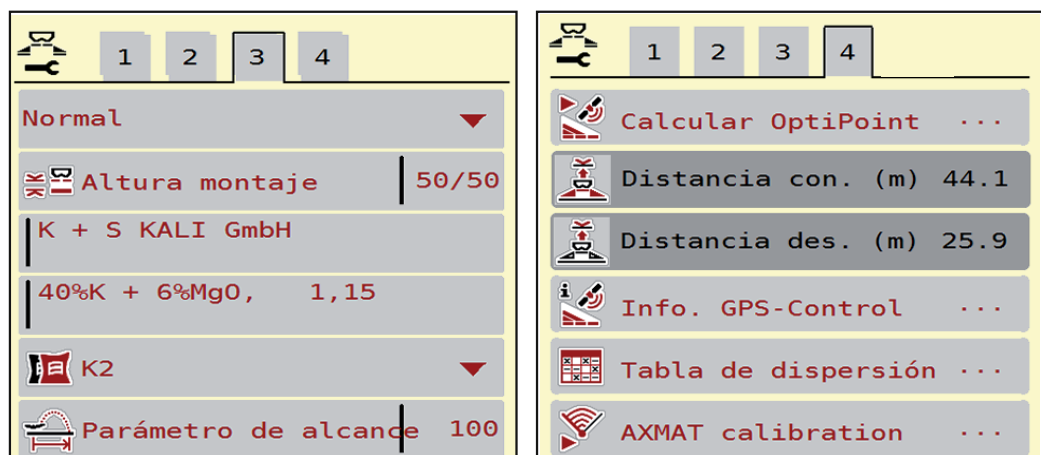 1 2 3 4
Normal
Altura montaje 50/50
K + S KALI GmbH
40%K + 6%MgO, 1,15
K2
Parámetro de alcance 100
1 2 3 4
Calcular OptiPoint ...
Distancia con. (m) 44.1
Distancia des. (m) 25.9
Info. GPS-Control ...
Tabla de dispersión ...
AXMAT calibration ...